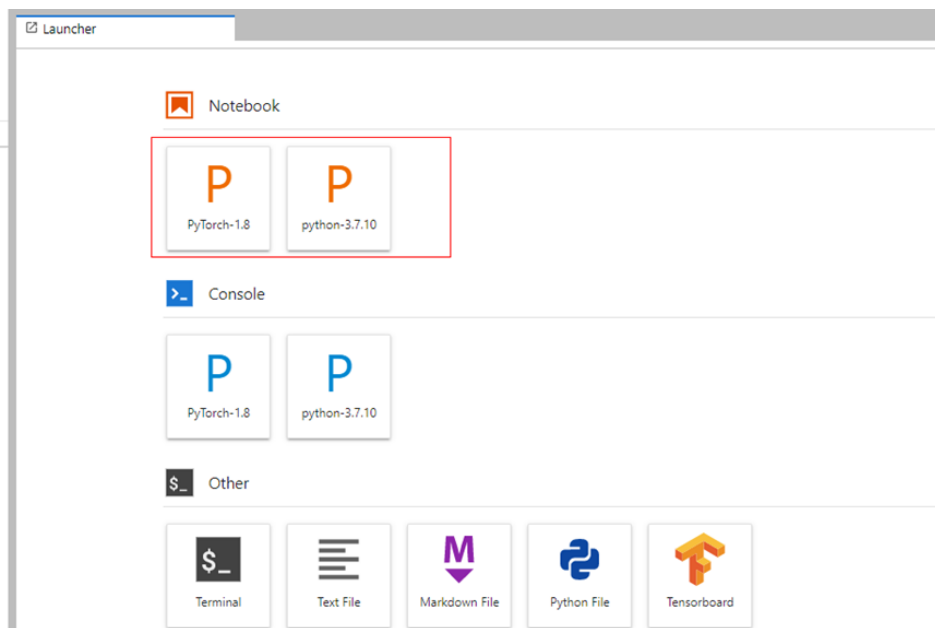 Launcher
Notebook
P P
PyTorch-1.8 python-3.7.10
Console
>_
P P
PyTorch-1.8 python-3.7.10
$_ Other
$_ M
Terminal Text File Markdown File Python File Tensorboard